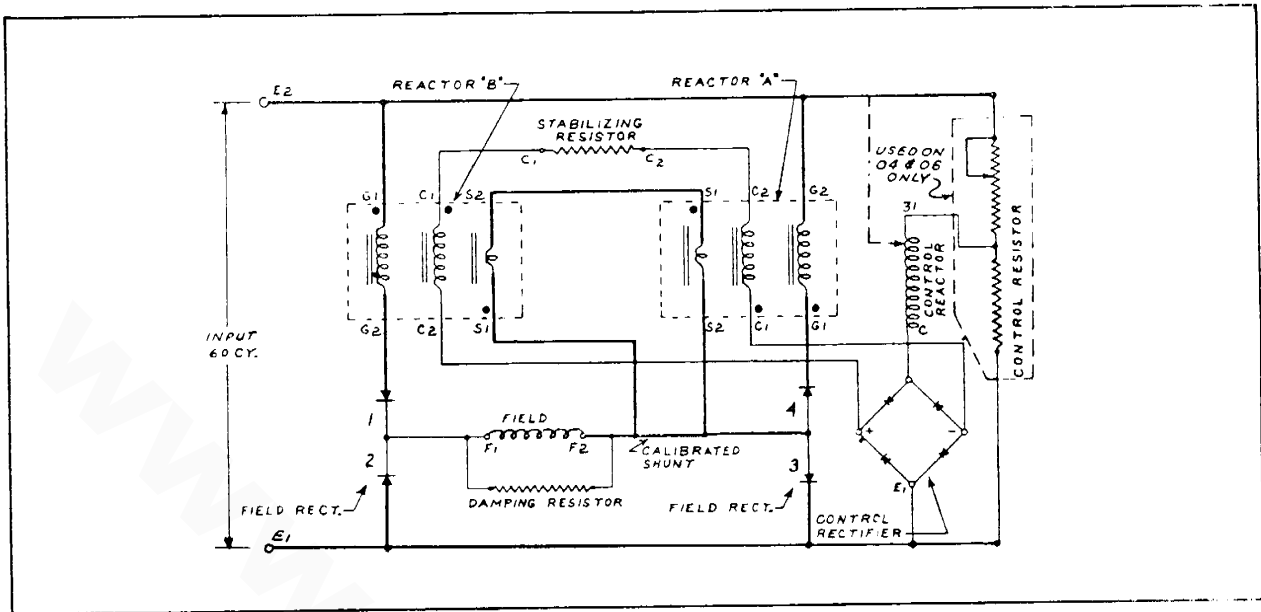 REACTOR "B"
REACTOR "A"
E2
STABILIZING
RESISTOR
C1
C2
USED ON
04 & 06
ONLY
G1
C1
S2
S1
C2
G2
31
CONTROL
REACTOR
C
CONTROL RESISTOR
G2
C2
S1
S2
C1
G1
INPUT
60 CY.
1
FIELD
F1
F2
4
+
-
CALIBRATED
SHUNT
2
3
DAMPING RESISTOR
FIELD RECT.
FIELD RECT.
E1
CONTROL
RECTIFIER
E1
www